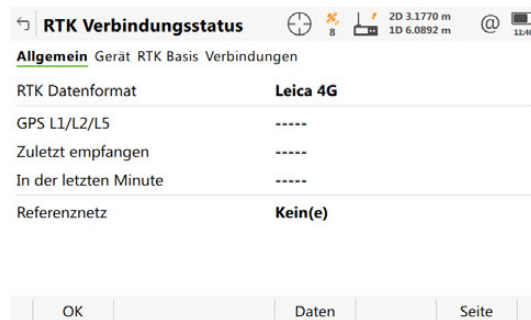 RTK Verbindungsstatus
8
2D 3.1770 m
1D 6.0892 m
@
Allgemein Gerät RTK Basis Verbindungen
RTK Datenformat Leica 4G
GPS L1/L2/L5 -----
Zuletzt empfangen -----
In der letzten Minute -----
Referenznetz Kein(e)
OK Daten Seite